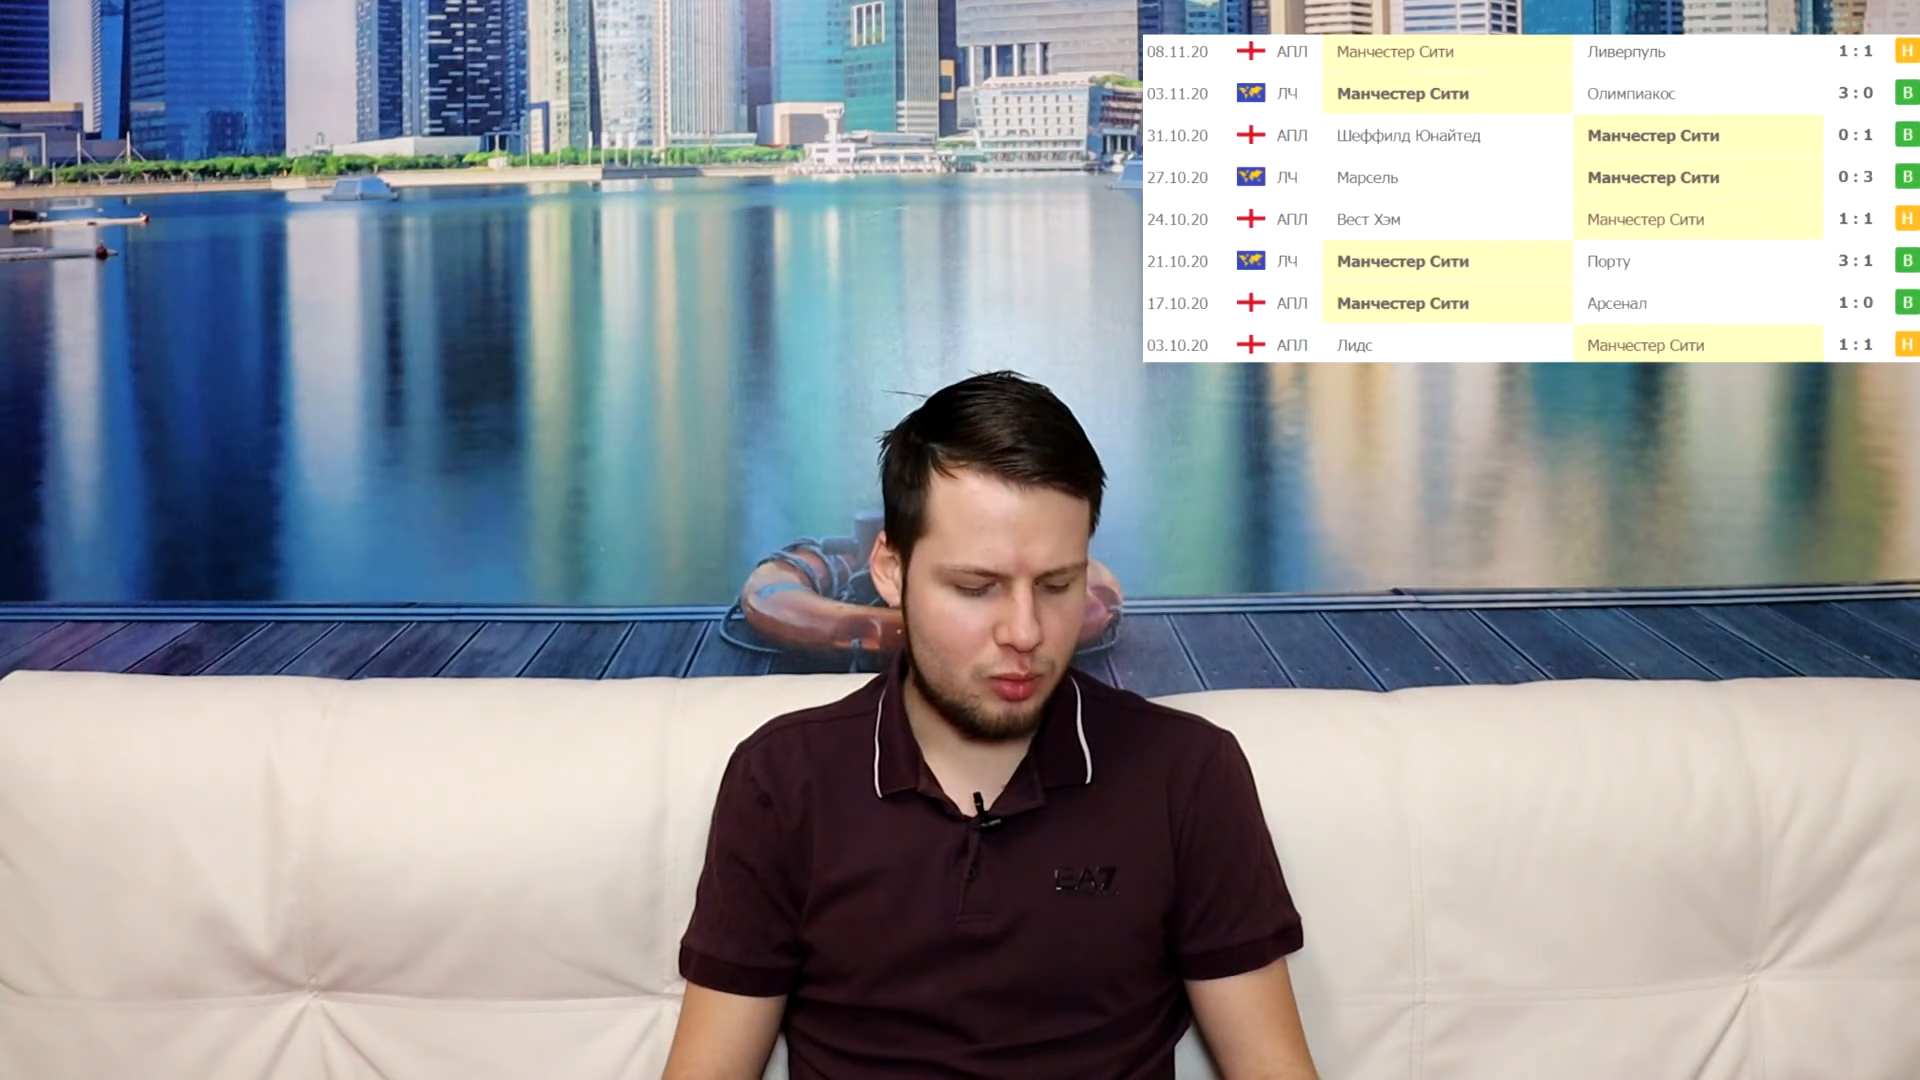 08.11.20 АПЛ Манчестер Сити Ливерпуль 1 : 1 Н
03.11.20 ЛЧ Манчестер Сити Олимпиакос 3 : 0 В
31.10.20 АПЛ Шеффилд Юнайтед Манчестер Сити 0 : 1 В
27.10.20 ЛЧ Марсель Манчестер Сити 0 : 3 В
24.10.20 АПЛ Вест Хэм Манчестер Сити 1 : 1 Н
21.10.20 ЛЧ Манчестер Сити Порту 3 : 1 В
17.10.20 АПЛ Манчестер Сити Арсенал 1 : 0 В
03.10.20 АПЛ Лидс Манчестер Сити 1 : 1 Н
EA7